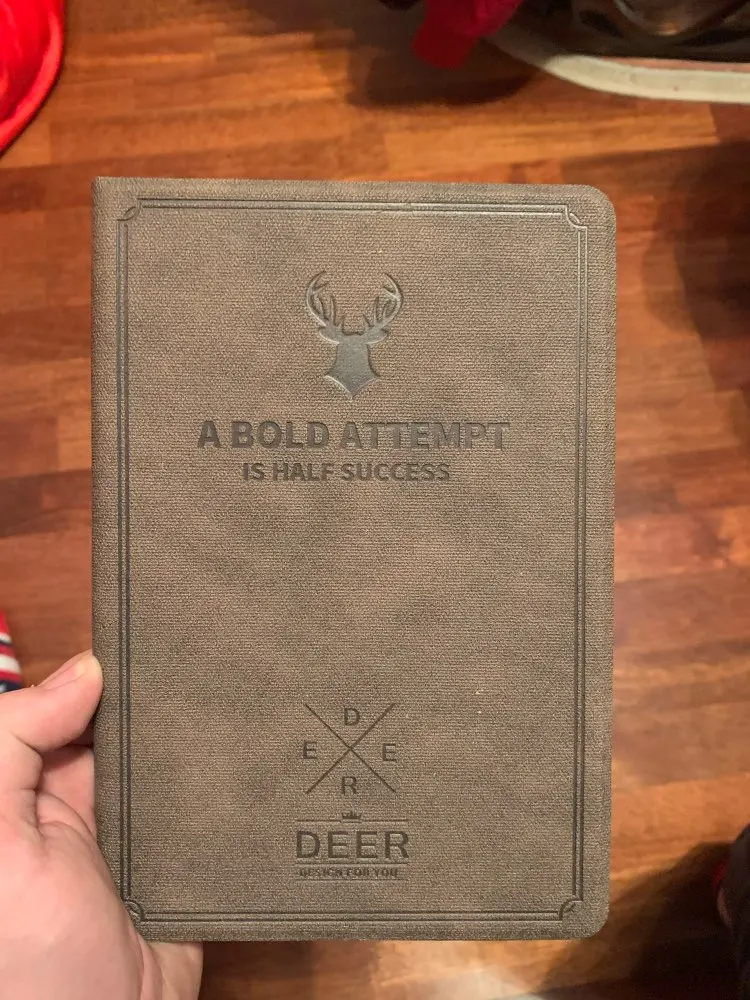 A BOLD ATTEMPT
IS HALF SUCCESS
D
E E
R
DEER
DESIGN FOR YOU